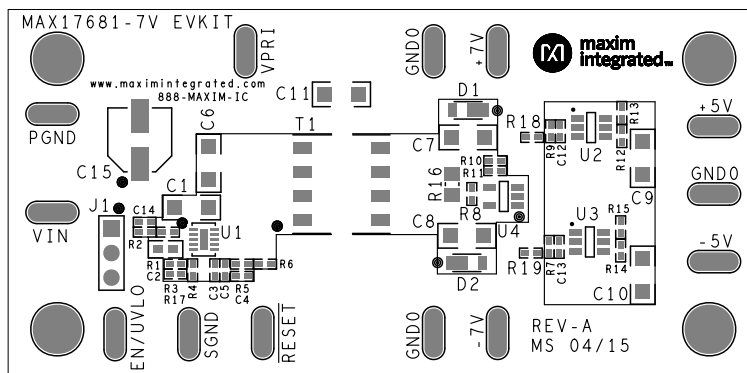 MAX17681-7V EVKIT
VPRI
GND0
+7V
maxim
integrated™
www.maximintegrated.com
888-MAXIM-IC
C11
D1
+5V
PGND
C6
T1
C7
R18
R13
R9
C12
U2
R12
C15
R10
R11
R16
GND0
C1
R8
C9
J1
C14
U4
VIN
R2
U1
C8
U3
R15
-5V
R1
C2
R6
R19
R7
C13
R14
R3
R17
R4
C3
C5
R5
C4
D2
C10
EN/UVLO
SGND
RESET
GND0
-7V
REV-A
MS 04/15